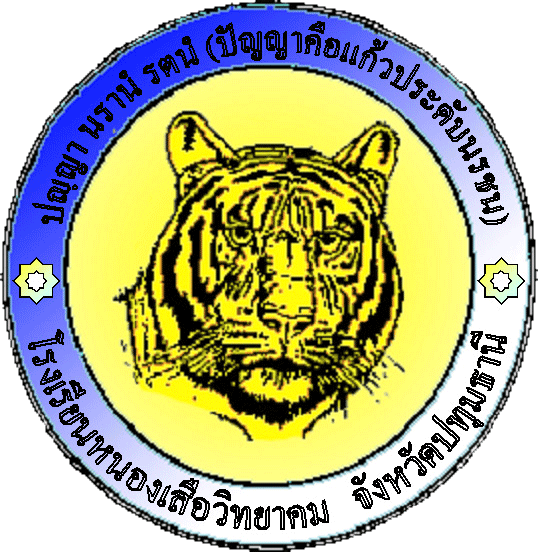 ปญฺญา นรานํ รตนํ (ปัญญาคือแก้วประดับนรชน)
โรงเรียนหนองเสือวิทยาคม จังหวัดปทุมธานี